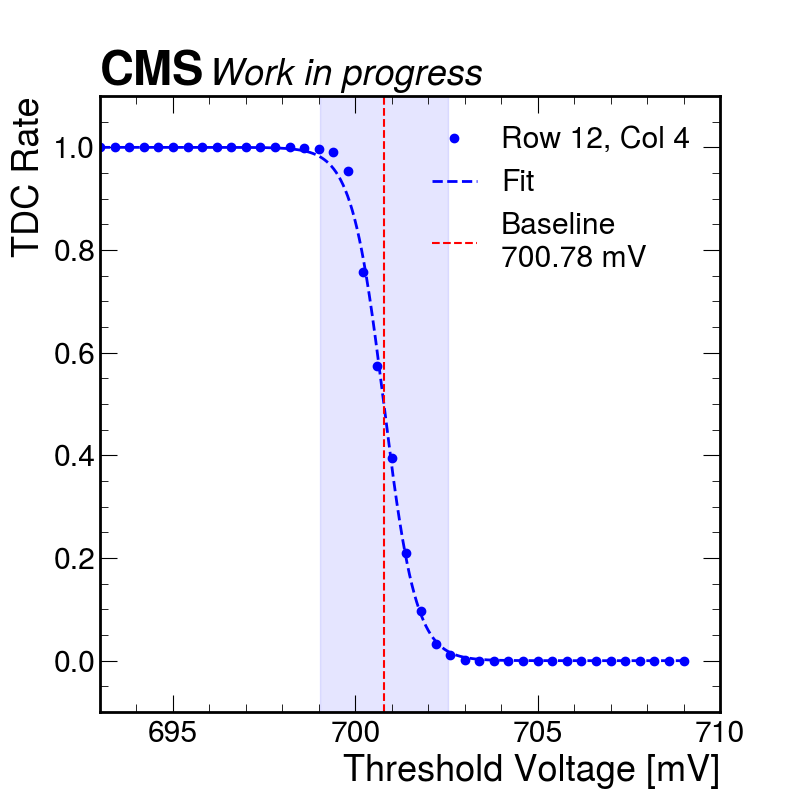 CMS Work in progress
TDC Rate
1.0
0.8
0.6
0.4
0.2
0.0
Row 12, Col 4
Fit
Baseline
700.78 mV
695
700
705
710
Threshold Voltage [mV]